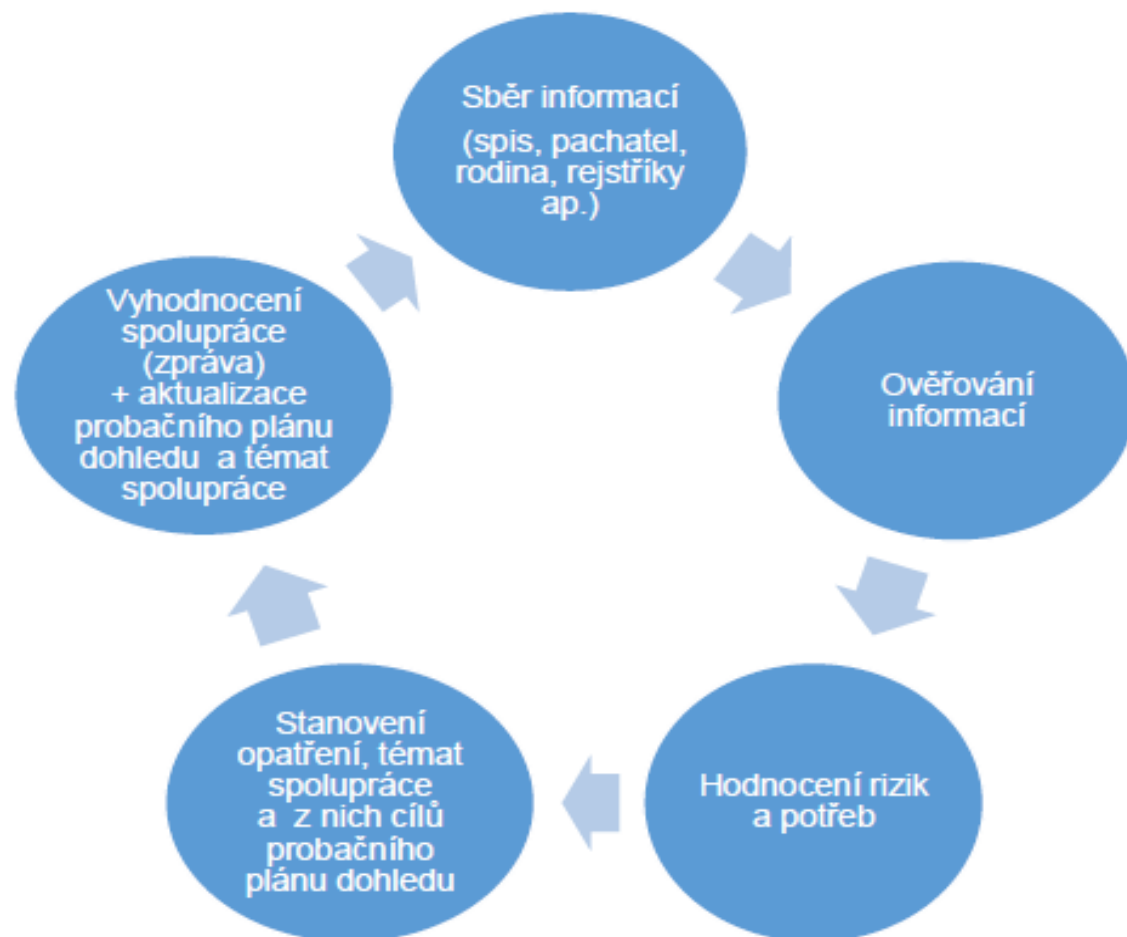 Sběr informací
(spis, pachatel,
rodina, rejstříky
ap.)
Ověřování
informací
Hodnocení rizik
a potřeb
Stanovení
opatření, témat
spolupráce
a z nich cílů
probačního
plánu dohledu
Vyhodnocení
spolupráce
(zpráva)
+ aktualizace
probačního plánu
dohledu a témat
spolupráce